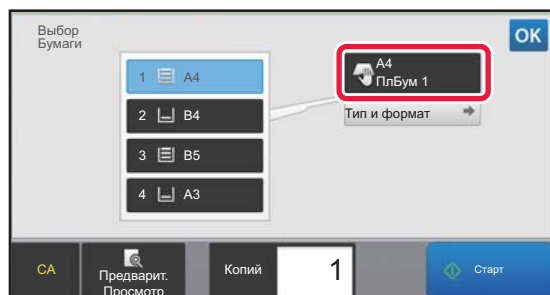 Выбор
Бумаги
OK
1 A4
2 B4
3 B5
4 A3
A4
ПлБум 1
Тип и формат
CA
Предварит.
Просмотр
Копий
1
Старт